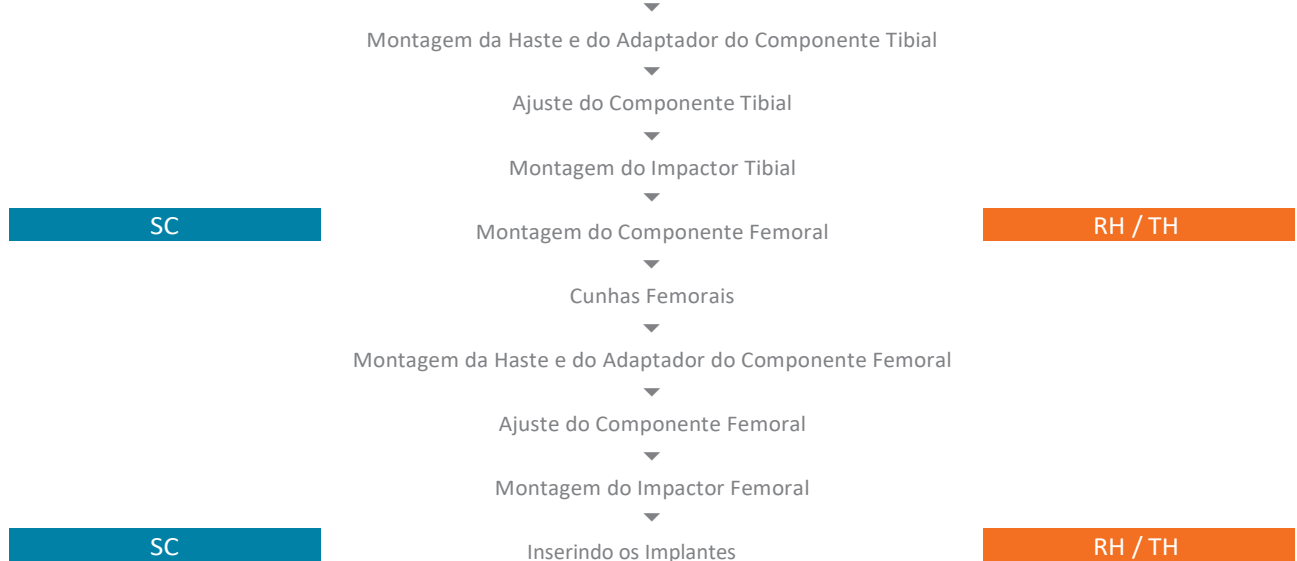 Montagem da Haste e do Adaptador do Componente Tibial
Ajuste do Componente Tibial
Montagem do Impactor Tibial
SC
Montagem do Componente Femoral
RH / TH
Cunhas Femorais
Montagem da Haste e do Adaptador do Componente Femoral
Ajuste do Componente Femoral
Montagem do Impactor Femoral
SC
Inserindo os Implantes
RH / TH